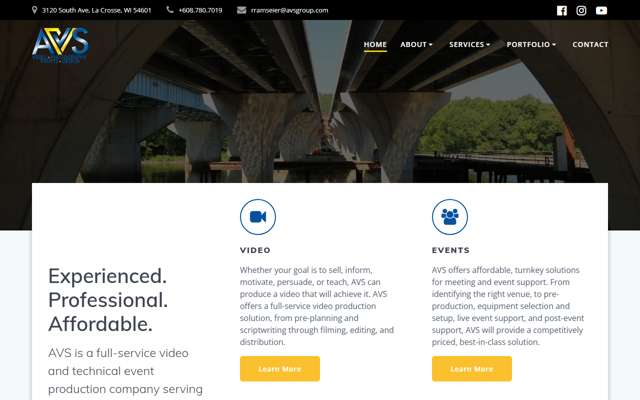 3120 South Ave, La Crosse, WI 54601
+608.780.7019
rramseier@avsgroup.com
AVS
HOME
ABOUT
SERVICES
PORTFOLIO
CONTACT
Experienced.
Professional.
Affordable.
AVS is a full-service video
and technical event
production company serving
VIDEO
Whether your goal is to sell, inform,
motivate, persuade, or teach, AVS can
produce a video that will achieve it. AVS
offers a full-service video production
solution, from pre-planning and
scriptwriting through filming, editing, and
distribution.
Learn More
EVENTS
AVS offers affordable, turnkey solutions
for meeting and event support. From
identifying the right venue, to pre-
production, equipment selection and
setup, live event support, and post-event
support, AVS will provide a competitively
priced, best-in-class solution.
Learn More